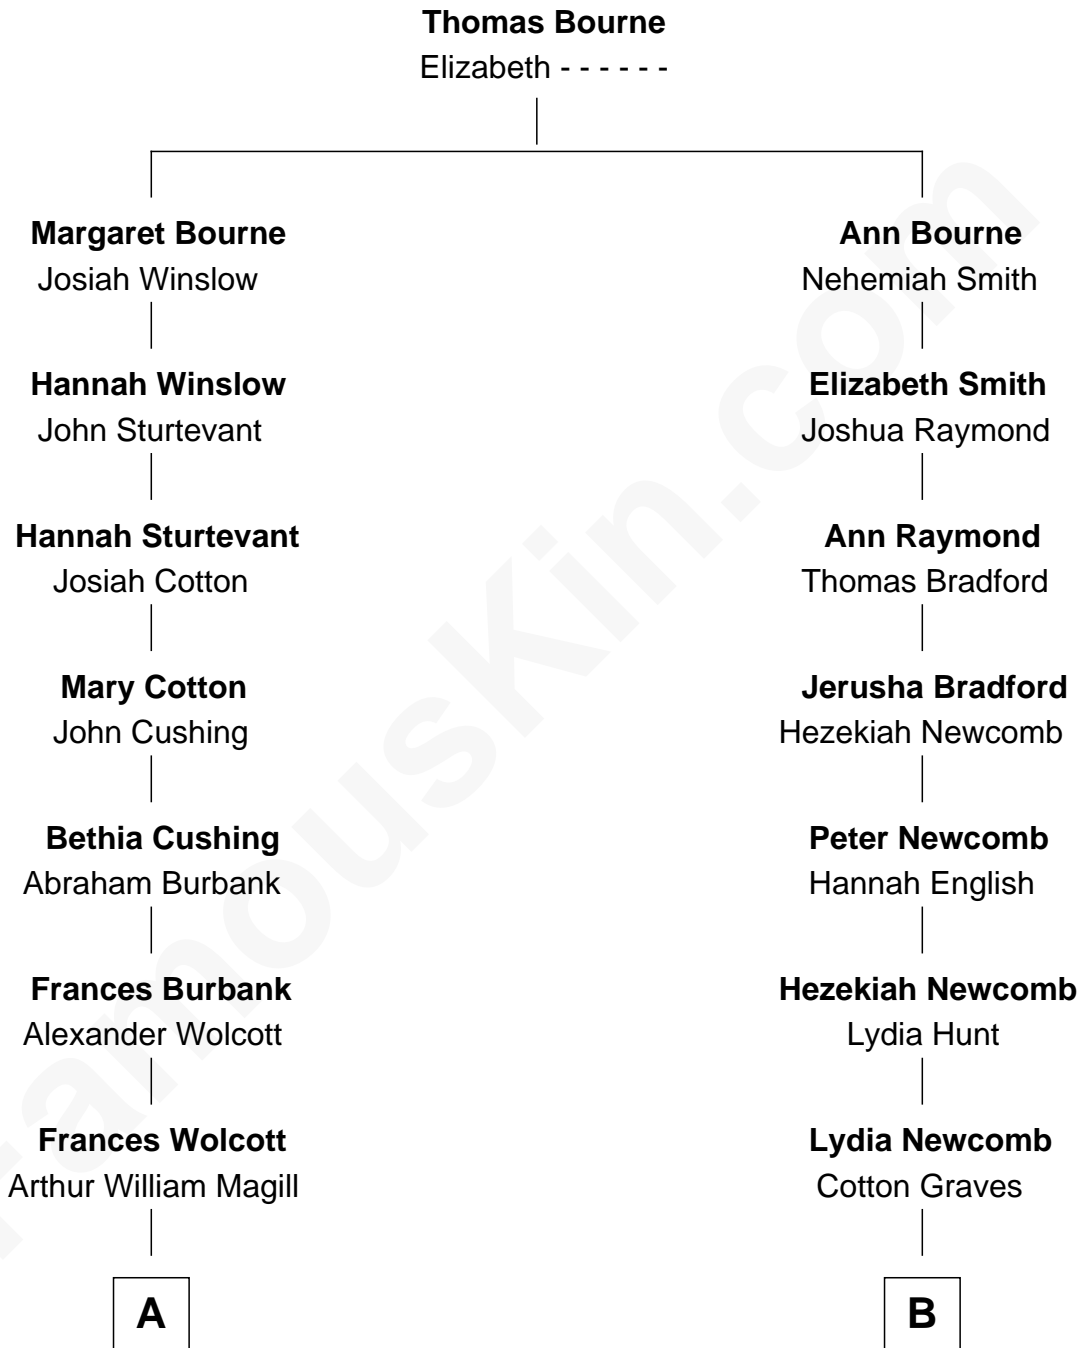 Thomas Bourne
Elizabeth - - - - - -
Margaret Bourne
Josiah Winslow
Ann Bourne
Nehemiah Smith
Hannah Winslow
John Sturtevant
Elizabeth Smith
Joshua Raymond
Hannah Sturtevant
Josiah Cotton
Ann Raymond
Thomas Bradford
Mary Cotton
John Cushing
Jerusha Bradford
Hezekiah Newcomb
Bethia Cushing
Abraham Burbank
Peter Newcomb
Hannah English
Frances Burbank
Alexander Wolcott
Hezekiah Newcomb
Lydia Hunt
Frances Wolcott
Arthur William Magill
Lydia Newcomb
Cotton Graves
A
B
FamousKin.com